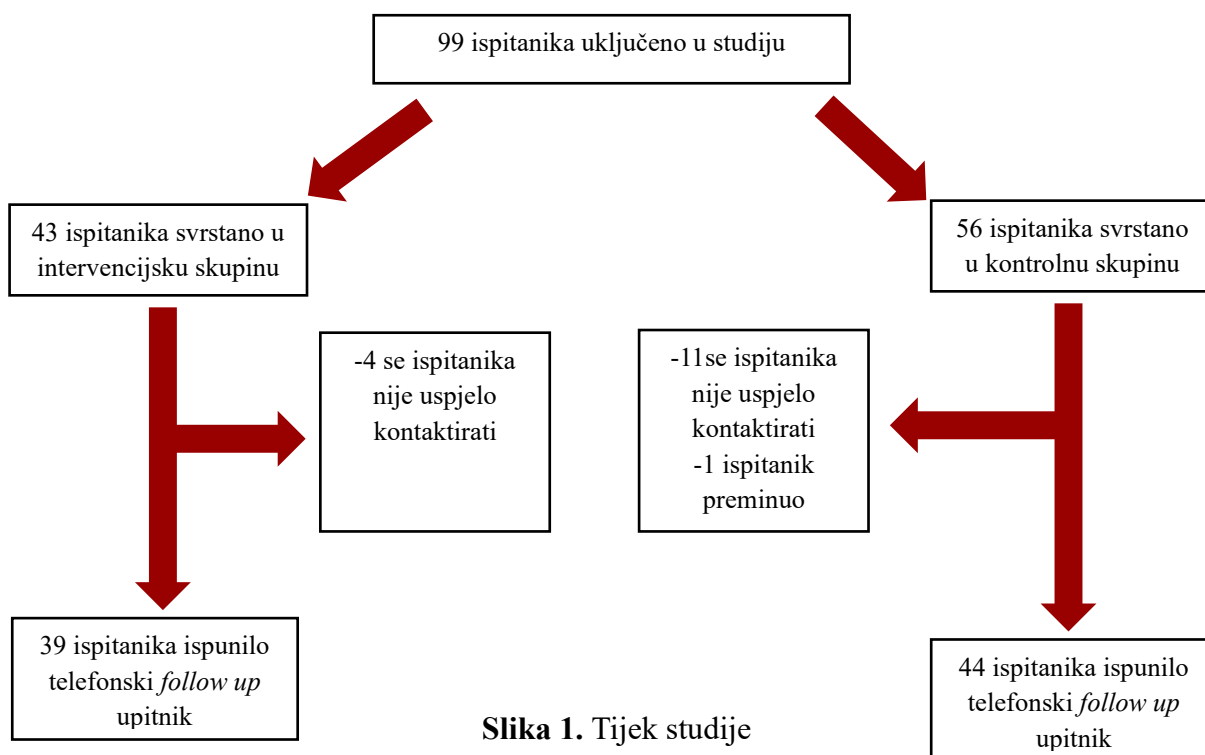 99 ispitanika uključeno u studiju
43 ispitanika svrstano u
intervencijsku skupinu
56 ispitanika svrstano
u kontrolnu skupinu
-4 se ispitanika
nije uspjelo
kontaktirati
-11se ispitanika
nije uspjelo
kontaktirati
-1 ispitanik
preminuo
39 ispitanika ispunilo
telefonski follow up
upitnik
44 ispitanika ispunilo
telefonski follow up
upitnik
Slika 1. Tijek studije